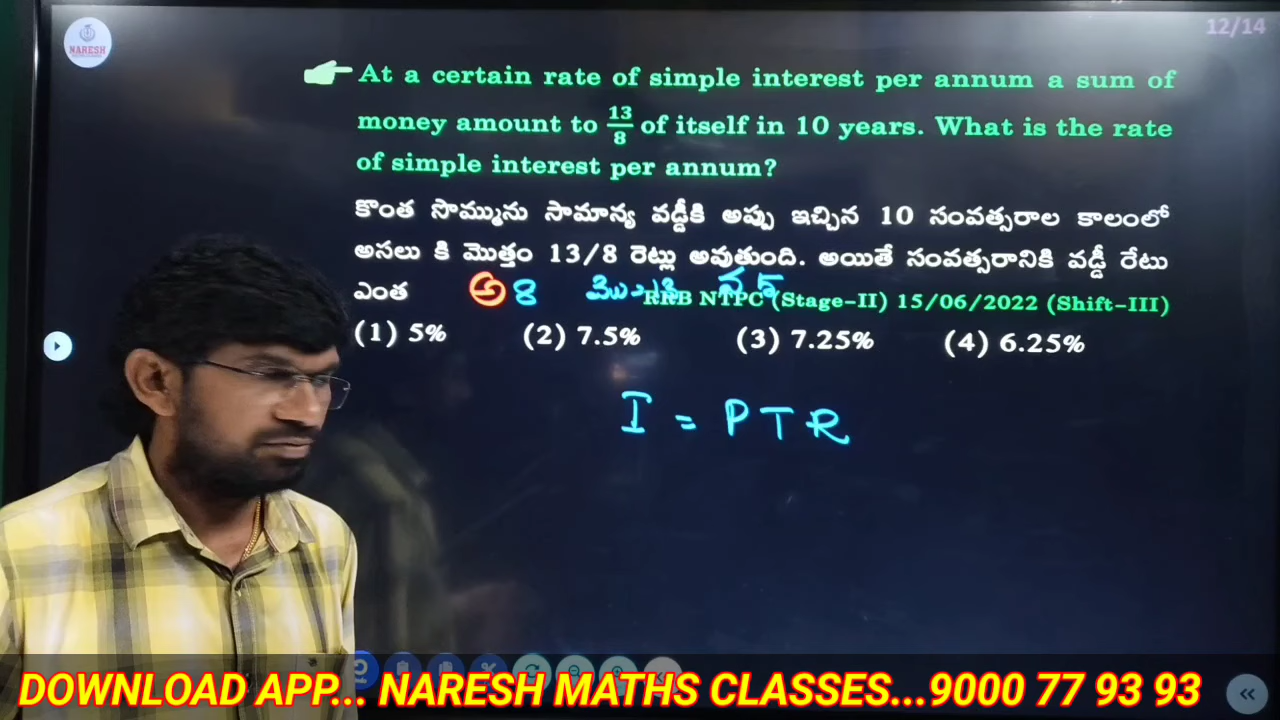 NARESH
12/14
At a certain rate of simple interest per annum a sum of
money amount to 13/8 of itself in 10 years. What is the rate
of simple interest per annum?
కొంత సొమ్మును సామాన్య వడ్డీకి అప్పు ఇచ్చిన 10 సంవత్సరాల కాలంలో
అసలు కి మొత్తం 13/8 రెట్లు అవుతుంది. అయితే సంవత్సరానికి వడ్డీ రేటు
ఎంత
అ 8
RRB NTPC (Stage-II) 15/06/2022 (Shift-III)
(1) 5% (2) 7.5% (3) 7.25% (4) 6.25%
I = PTR
DOWNLOAD APP... NARESH MATHS CLASSES...9000 77 93 93